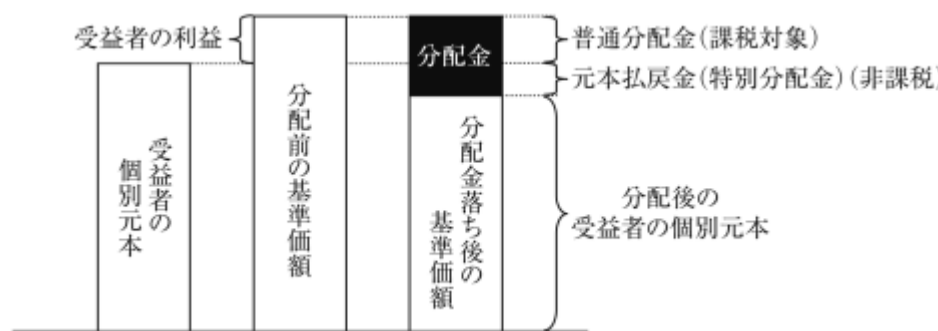 受益者の利益
分配金
普通分配金(課税対象)
元本払戻金(特別分配金)(非課税)
受益者の
個別元本
分配前の基準価額
分配金落ち後の
基準価額
分配後の
受益者の個別元本